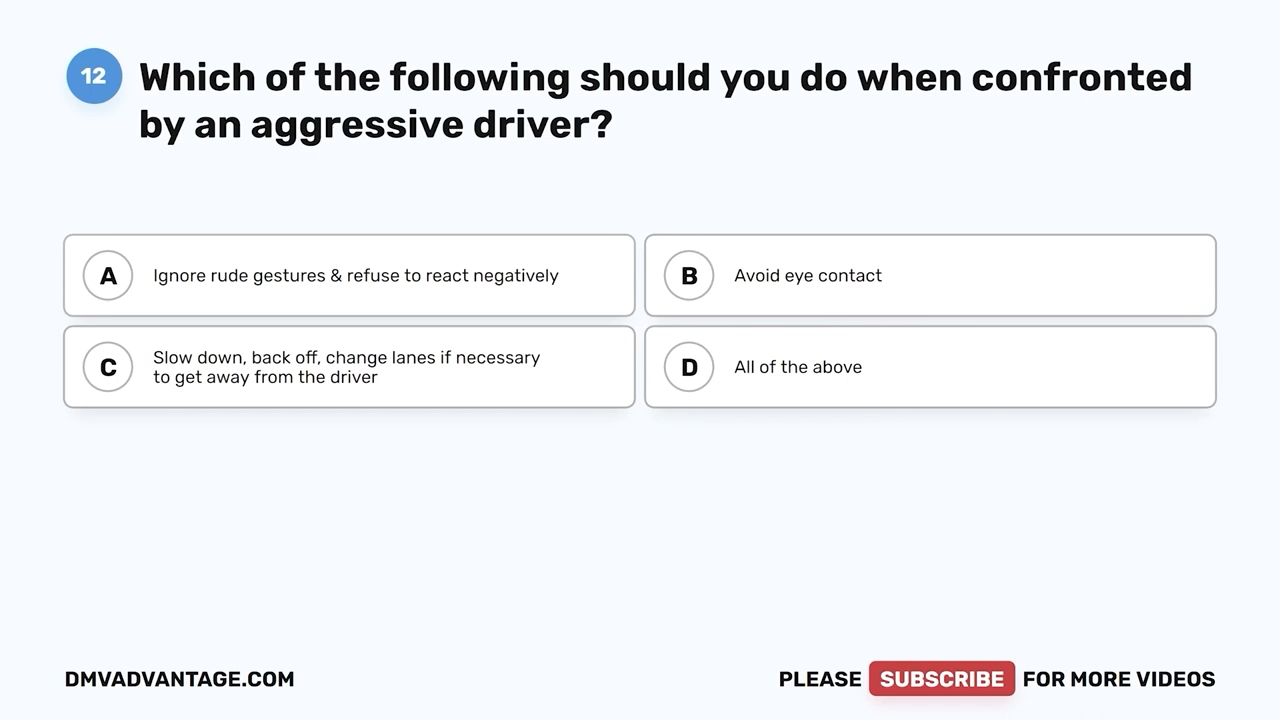 12
Which of the following should you do when confronted
by an aggressive driver?
A
Ignore rude gestures & refuse to react negatively
B
Avoid eye contact
C
Slow down, back off, change lanes if necessary
to get away from the driver
D
All of the above
DMVADVANTAGE.COM
PLEASE SUBSCRIBE FOR MORE VIDEOS